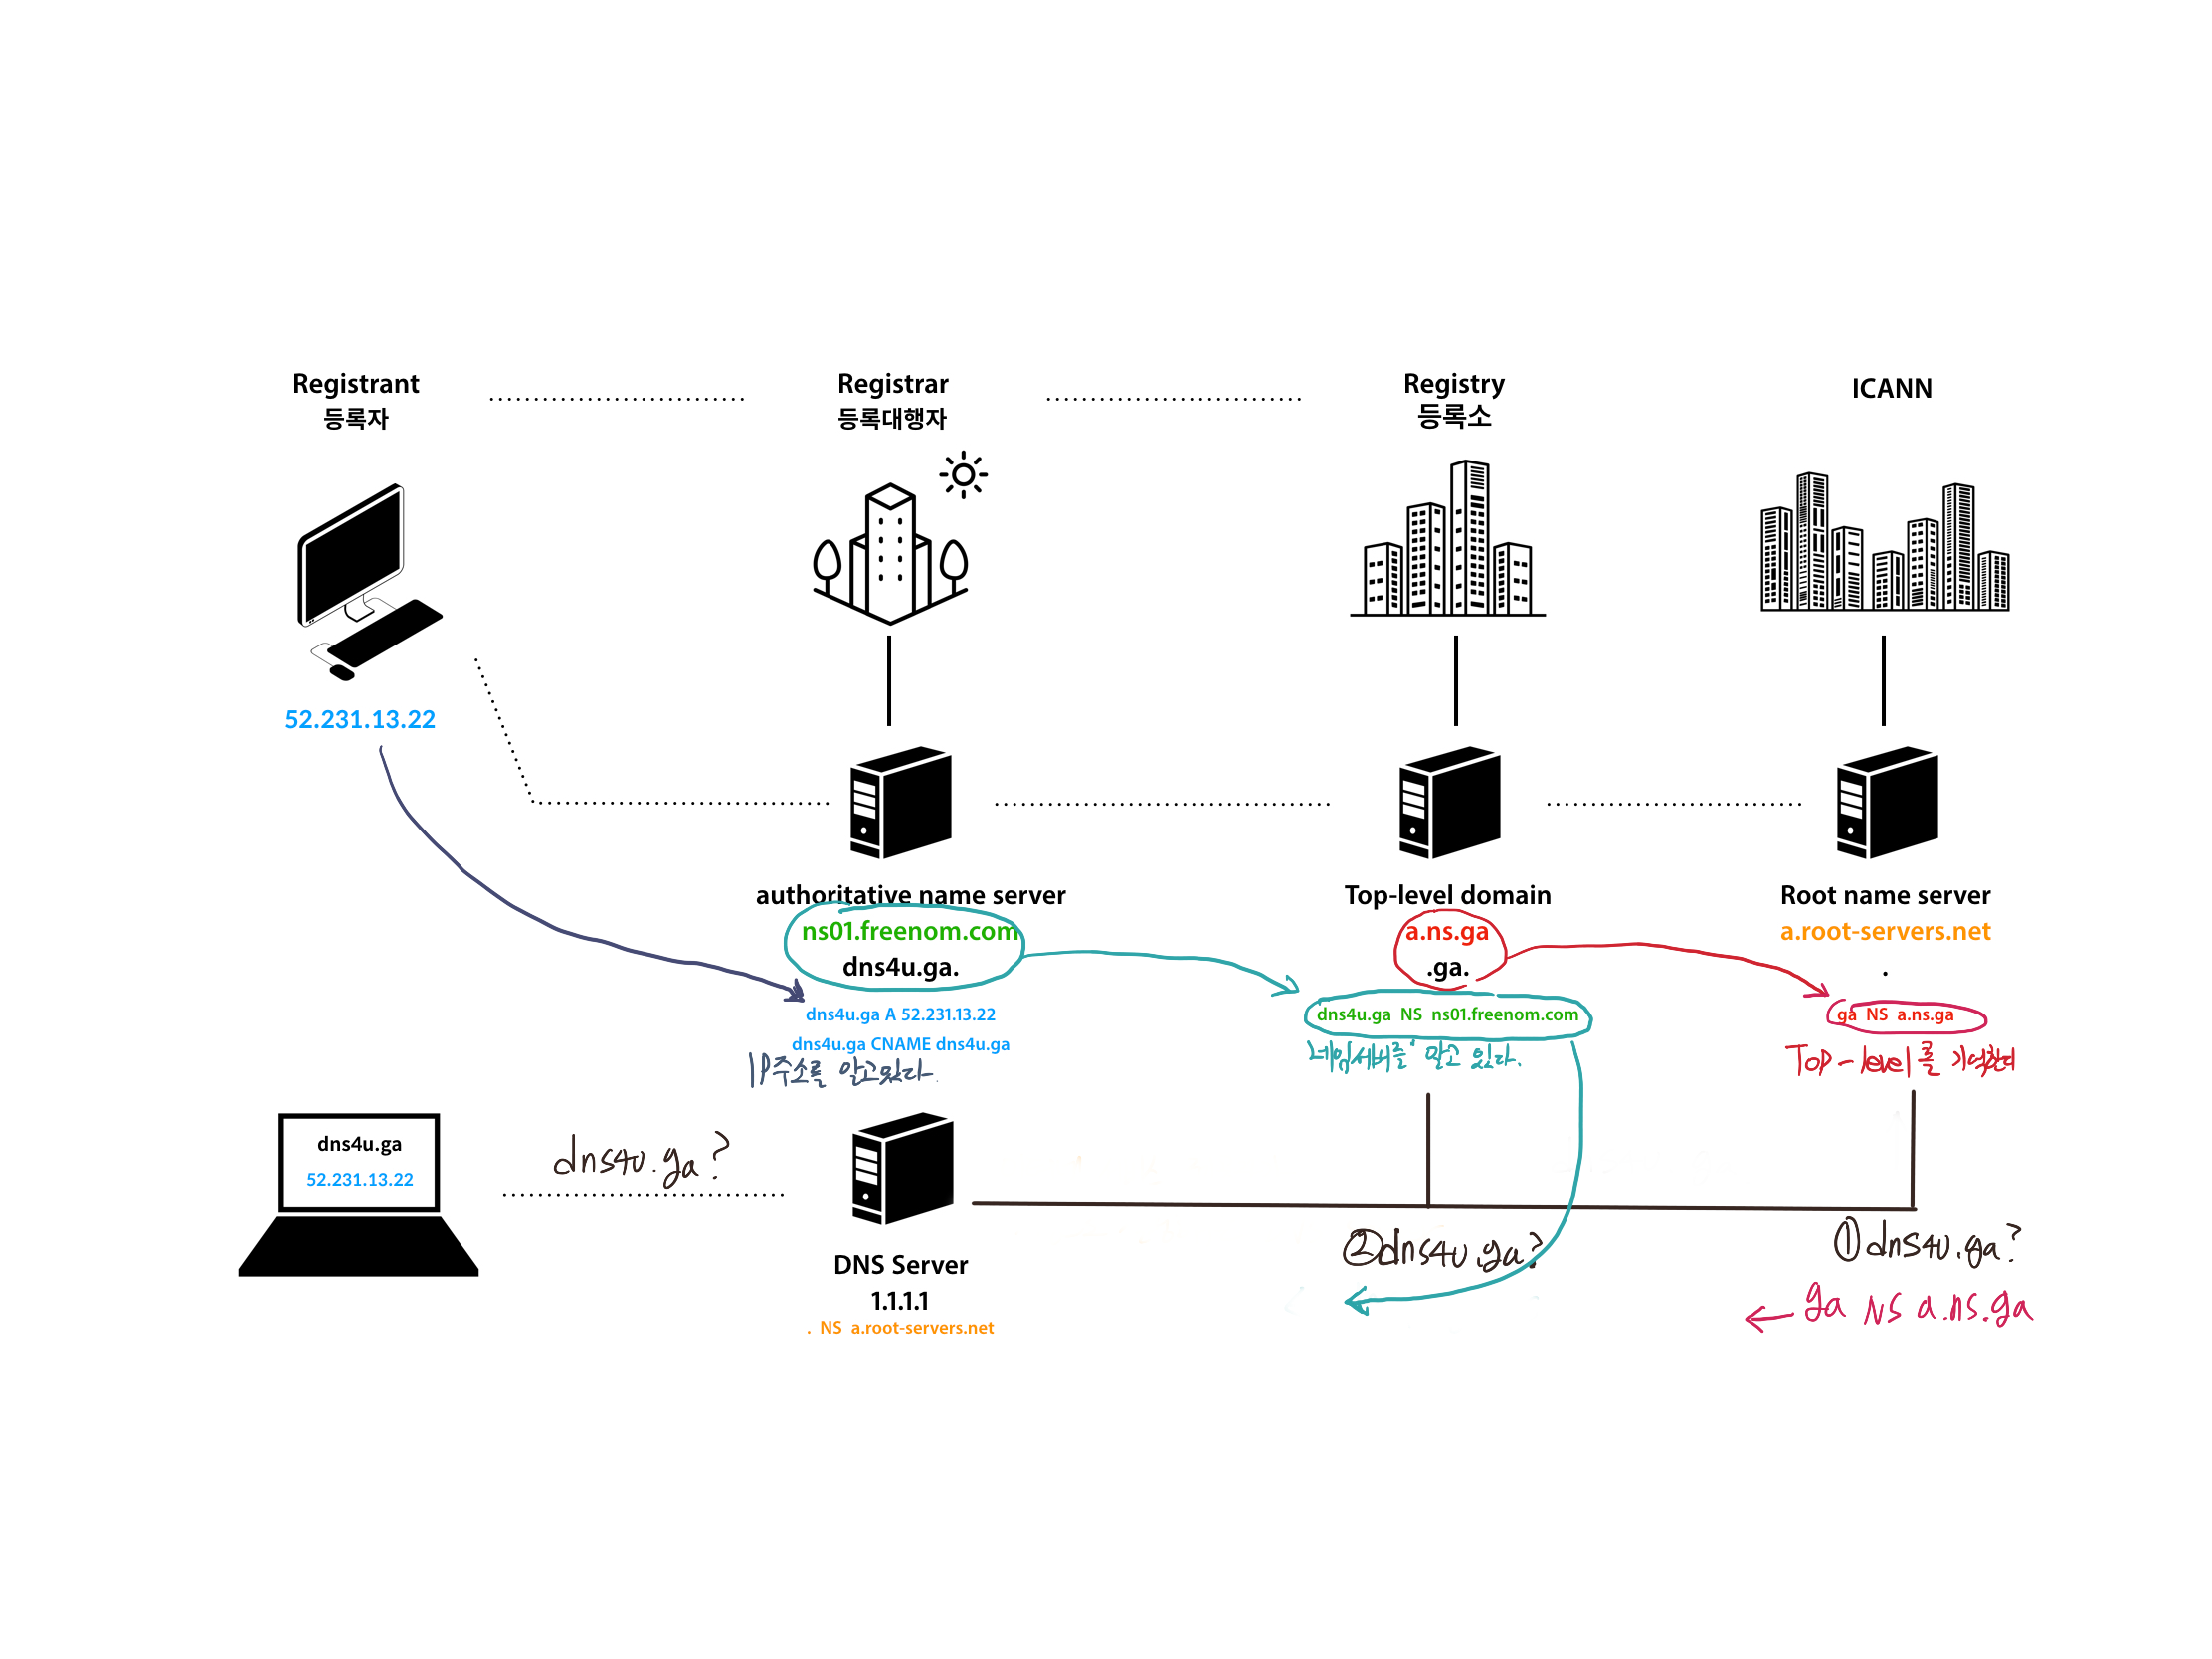 Registrant
등록자
Registrar
등록대행자
Registry
등록소
ICANN
52.231.13.22
authoritative name server
ns01.freenom.com
dns4u.ga.
dns4u.ga A 52.231.13.22
dns4u.ga CNAME dns4u.ga
IP주소를 알고있다.
Top-level domain
a.ns.ga
.ga.
dns4u.ga NS ns01.freenom.com
네임서버를 알고 있다.
Root name server
a.root-servers.net
.
ga NS a.ns.ga
Top-level를 기억한다
dns4u.ga
52.231.13.22
dns4u.ga?
DNS Server
1.1.1.1
. NS a.root-servers.net
②dns4u.ga?
①dns4u.ga?
← ga NS a.ns.ga